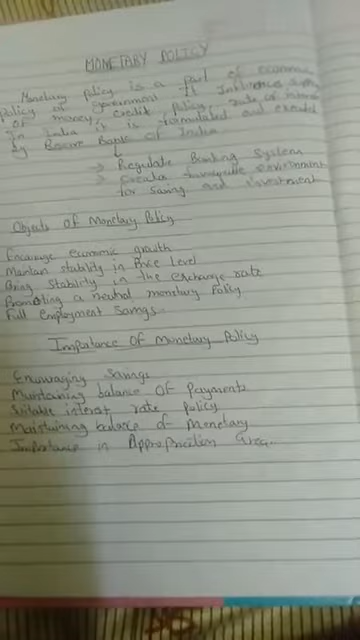 MONETARY POLICY
Monetary policy is a part of economic
policy of government It Influence supply
of money, credit policy, rate of interest
In India it is formulated and executed
by Reserve Bank of India
→ Regulate Banking System
→ favourable environment
for saving and investment
Objects of Monetary Policy
Encourage economic growth
Maintain stability in Price level
Bring Stability in the exchange rate
Promoting a neutral monetary Policy
Full employment Savings.
Impotance of Monetary Policy
Encouraging Savings
Maintaining balance of Payments
Suitable interest rate policy
Maintaining balance of Monetary
Importance in Appropriation Area.